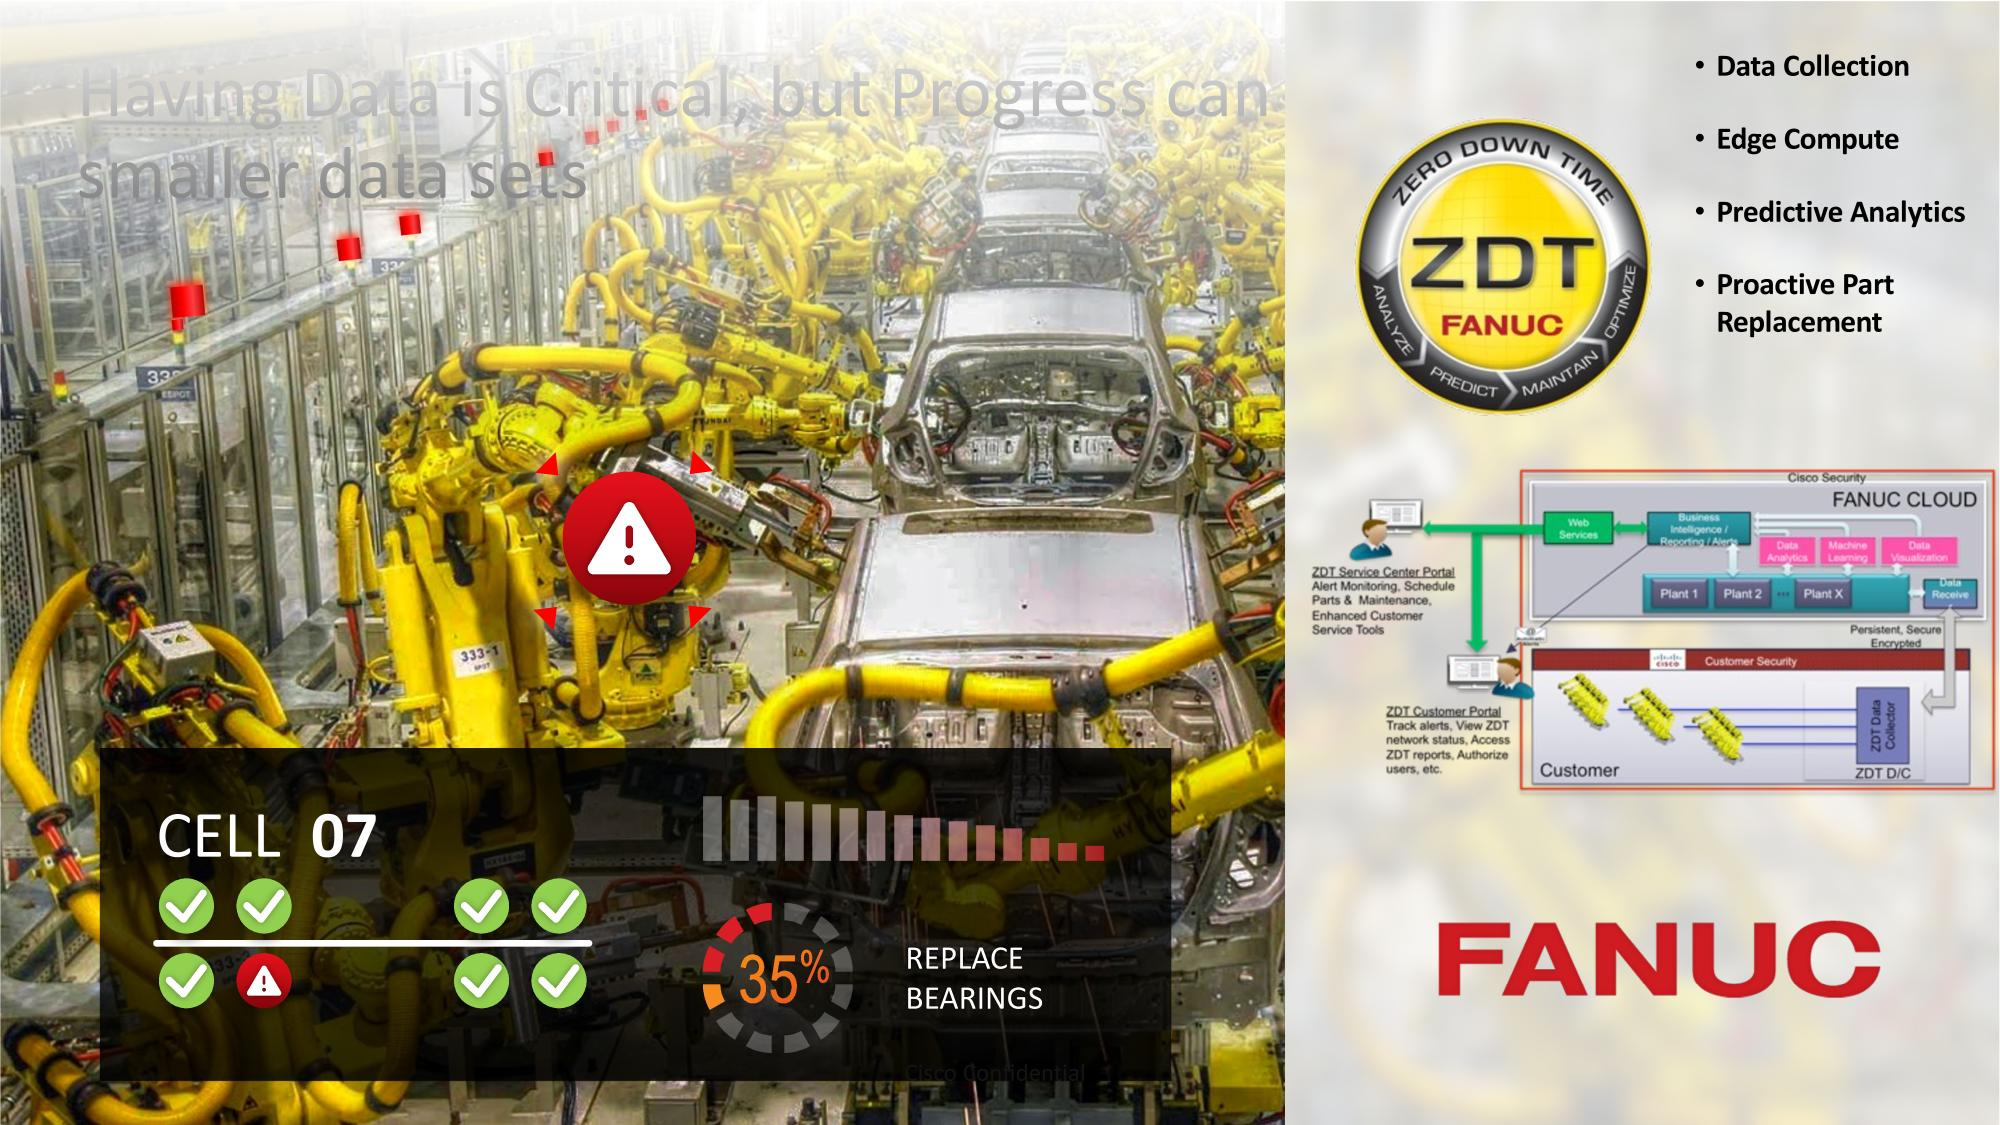 Having Data is Critical, but Progress can
smaller data sets
• Data Collection
• Edge Compute
• Predictive Analytics
• Proactive Part
Replacement
ZERO DOWN TIME
ZDT
FANUC
ANALYZE
PREDICT
MAINTAIN
OPTIMIZE
ESPOT
333-1
SPOT
HYUNDAI
CELL 07
35%
REPLACE
BEARINGS
Cisco Confidential
Cisco Security
FANUC CLOUD
Web
Services
Business
Intelligence /
Reporting / Alerts
Data
Analytics
Machine
Learning
Data
Visualization
Plant 1
Plant 2
...
Plant X
Data
Receive
Persistent, Secure
Encrypted
ZDT Service Center Portal
Alert Monitoring, Schedule
Parts & Maintenance,
Enhanced Customer
Service Tools
CISCO
Customer Security
ZDT Customer Portal
Track alerts, View ZDT
network status, Access
ZDT reports, Authorize
users, etc.
ZDT Data
Collector
ZDT D/C
Customer
FANUC